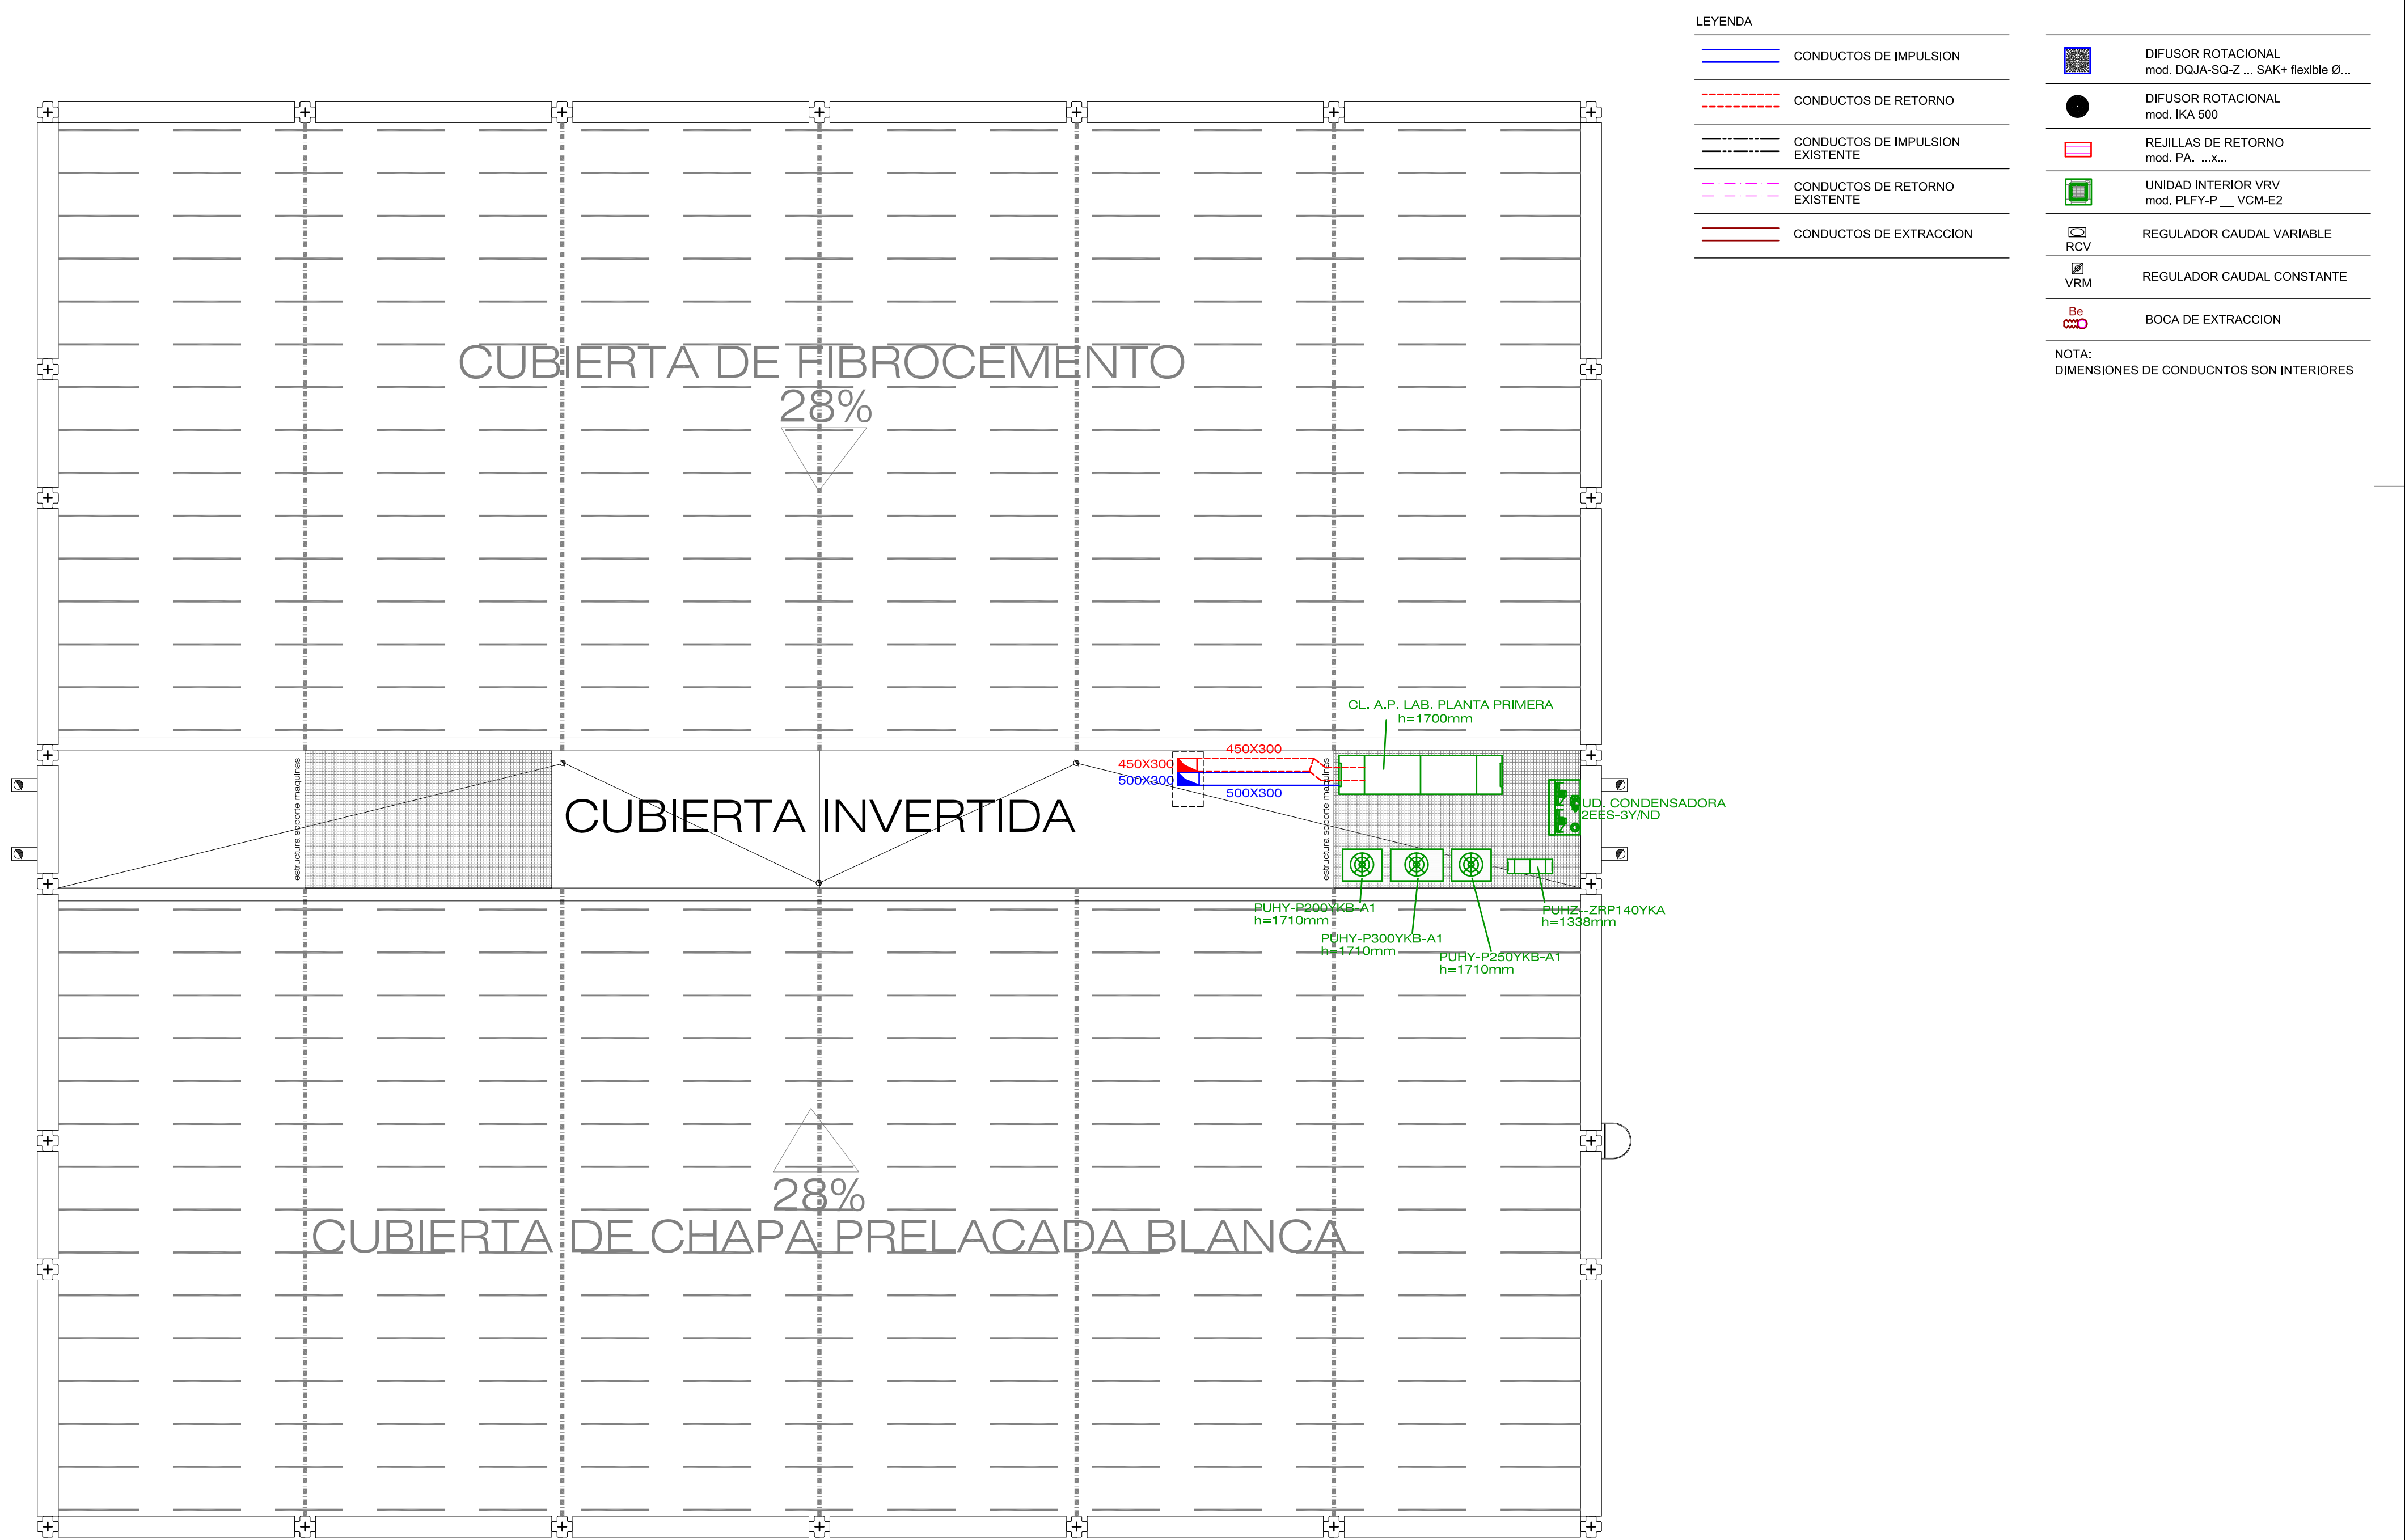 LEYENDA
CONDUCTOS DE IMPULSION
CONDUCTOS DE RETORNO
CONDUCTOS DE IMPULSION
EXISTENTE
CONDUCTOS DE RETORNO
EXISTENTE
CONDUCTOS DE EXTRACCION
DIFUSOR ROTACIONAL
mod. DQJA-SQ-Z ... SAK+ flexible Ø...
DIFUSOR ROTACIONAL
mod. IKA 500
REJILLAS DE RETORNO
mod. PA. ...x...
UNIDAD INTERIOR VRV
mod. PLFY-P __ VCM-E2
RCV
REGULADOR CAUDAL VARIABLE
VRM
REGULADOR CAUDAL CONSTANTE
Be
BOCA DE EXTRACCION
NOTA:
DIMENSIONES DE CONDUCNTOS SON INTERIORES
CUBIERTA DE FIBROCEMENTO
28%
CL. A.P. LAB. PLANTA PRIMERA
h=1700mm
450X300
450X300
500X300
500X300
estructura soporte maquinas
CUBIERTA INVERTIDA
estructura soporte maquinas
UD. CONDENSADORA
2EES-3Y/ND
PUHY-P200YKB-A1
h=1710mm
PUHY-P300YKB-A1
h=1710mm
PUHY-P250YKB-A1
h=1710mm
PUHZ-ZRP140YKA
h=1338mm
28%
CUBIERTA DE CHAPA PRELACADA BLANCA